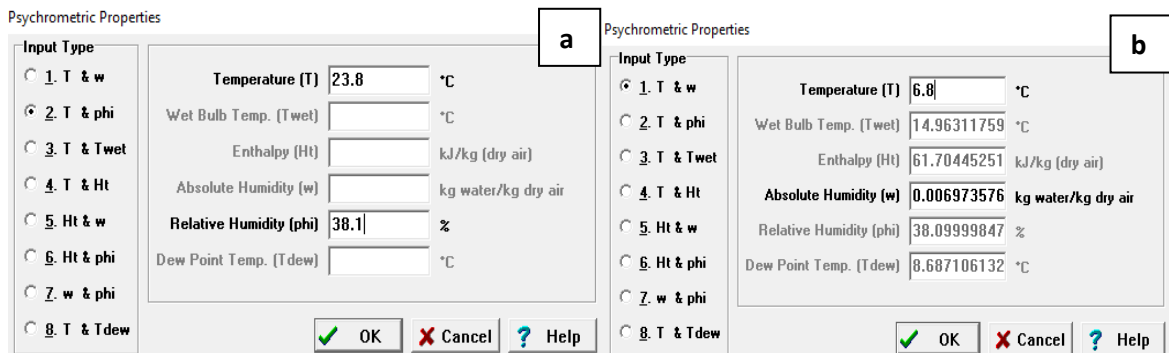 Psychrometric Properties
a
Input Type
1. T & w
2. T & phi
3. T & Twet
4. T & Ht
5. Ht & w
6. Ht & phi
7. w & phi
8. T & Tdew
Temperature (T) 23.8 °C
Wet Bulb Temp. (Twet) °C
Enthalpy (Ht) kJ/kg (dry air)
Absolute Humidity (w) kg water/kg dry air
Relative Humidity (phi) 38.1 %
Dew Point Temp. (Tdew) °C
OK Cancel ? Help
Psychrometric Properties
b
Input Type
1. T & w
2. T & phi
3. T & Twet
4. T & Ht
5. Ht & w
6. Ht & phi
7. w & phi
8. T & Tdew
Temperature (T) 6.8 °C
Wet Bulb Temp. (Twet) 14.96311759 °C
Enthalpy (Ht) 61.70445251 kJ/kg (dry air)
Absolute Humidity (w) 0.006973576 kg water/kg dry air
Relative Humidity (phi) 38.09999847 %
Dew Point Temp. (Tdew) 8.687106132 °C
OK Cancel ? Help